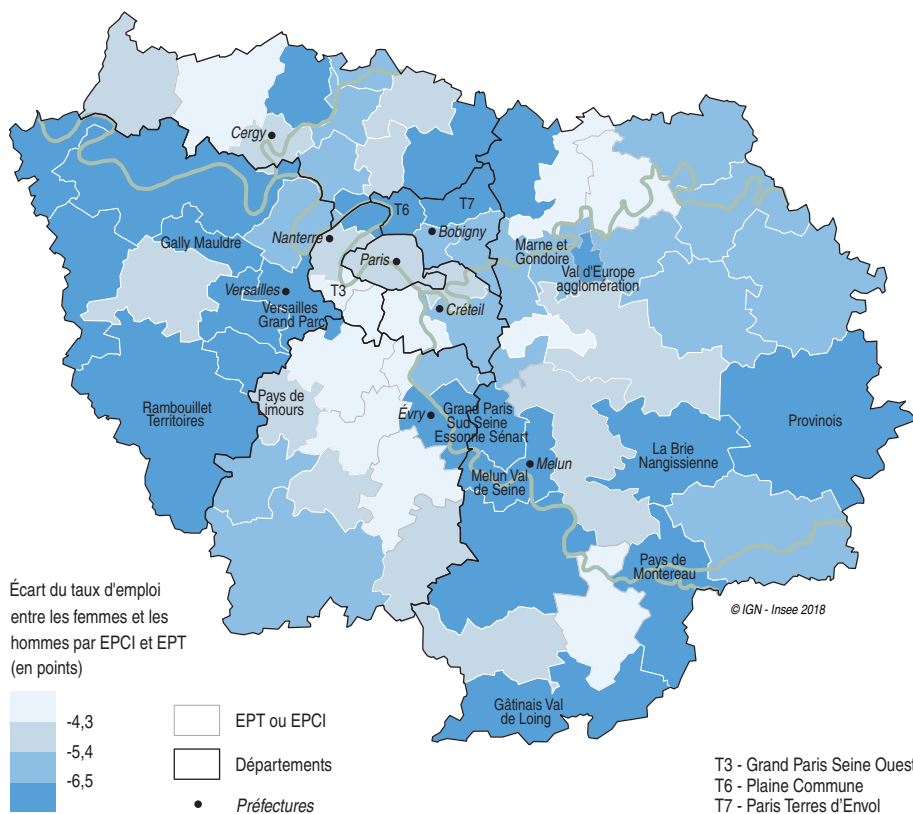 Cergy
T6
T7
Nanterre
Bobigny
Gally Mauldre
Marne et
Gondoire
Paris
Val d'Europe
agglomération
Versailles
T3
Versailles
Grand Parc
Créteil
Pays de
Limours
Rambouillet
Territoires
Évry
Grand Paris
Sud Seine
Essonne Sénart
Provinois
La Brie
Nangissienne
Melun
Melun Val
de Seine
Pays de
Montereau
© IGN - Insee 2018
Gâtinais Val
de Loing
Écart du taux d'emploi
entre les femmes et les
hommes par EPCI et EPT
(en points)
-4,3
-5,4
-6,5
EPT ou EPCI
Départements
Préfectures
T3 - Grand Paris Seine Ouest
T6 - Plaine Commune
T7 - Paris Terres d'Envol